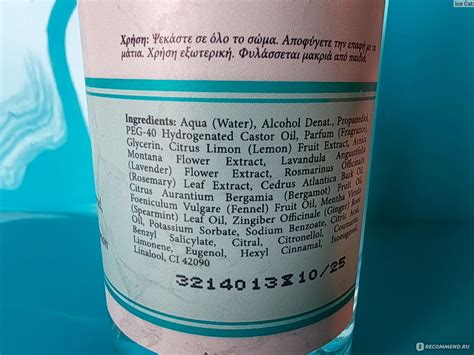 Ice Cat
Χρήση: Ψεκάστε σε όλο το σώμα. Αποφύγετε την επαφή με τα
μάτια. Χρήση εξωτερική. Φυλάσσεται μακριά από παιδιά.
Ingredients: Aqua (Water), Alcohol Denat., Propanediol,
PEG-40 Hydrogenated Castor Oil, Parfum (Fragrance),
Glycerin, Citrus Limon (Lemon) Fruit Extract, Arnica
Montana Flower Extract, Lavandula Angustifolia
(Lavender) Flower Extract, Rosmarinus Officinalis
(Rosemary) Leaf Extract, Cedrus Atlantica Bark Oil,
Citrus Aurantium Bergamia (Bergamot) Fruit Oil,
Foeniculum Vulgare (Fennel) Fruit Oil, Mentha Viridis
(Spearmint) Leaf Oil, Zingiber Officinale (Ginger) Root
Oil, Potassium Sorbate, Sodium Benzoate, Citric Acid,
Benzyl Salicylate, Citral, Citronellol, Coumarin,
Limonene, Eugenol, Hexyl Cinnamal, Isoeugenol,
Linalool, CI 42090
3214013 10/25
RECOMMEND.RU